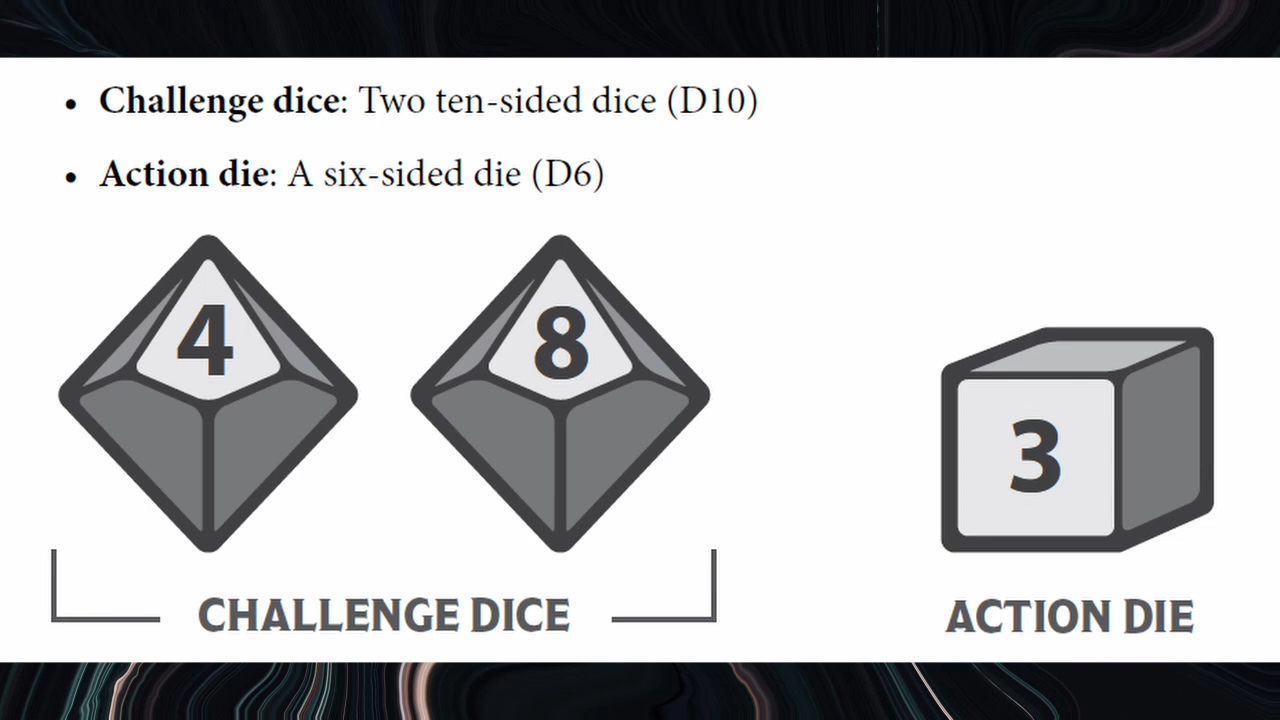 • Challenge dice: Two ten-sided dice (D10)
• Action die: A six-sided die (D6)
4 8 3
CHALLENGE DICE ACTION DIE